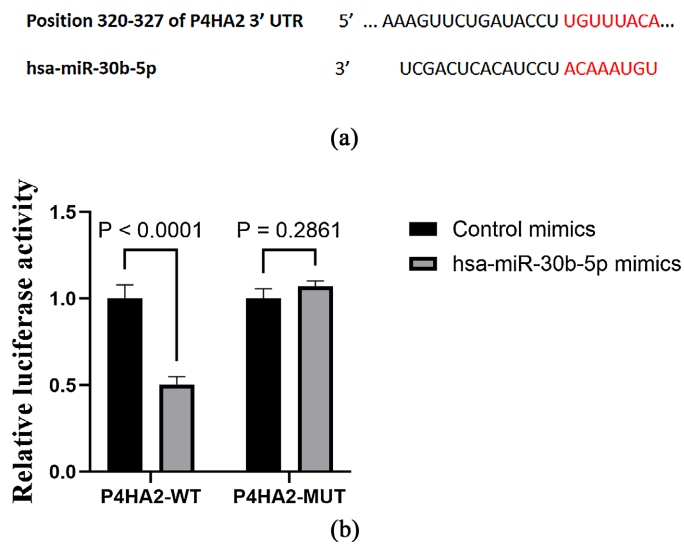 Position 320-327 of P4HA2 3’ UTR 5’ ... AAAGUUCUGAUACCU UGUUUACA...
hsa-miR-30b-5p 3’ UCGACUCACAUCCU ACAAAUGU
(a)
Relative luciferase activity
1.5
1.0
0.5
0.0
P < 0.0001 P = 0.2861
P4HA2-WT P4HA2-MUT
Control mimics
hsa-miR-30b-5p mimics
(b)